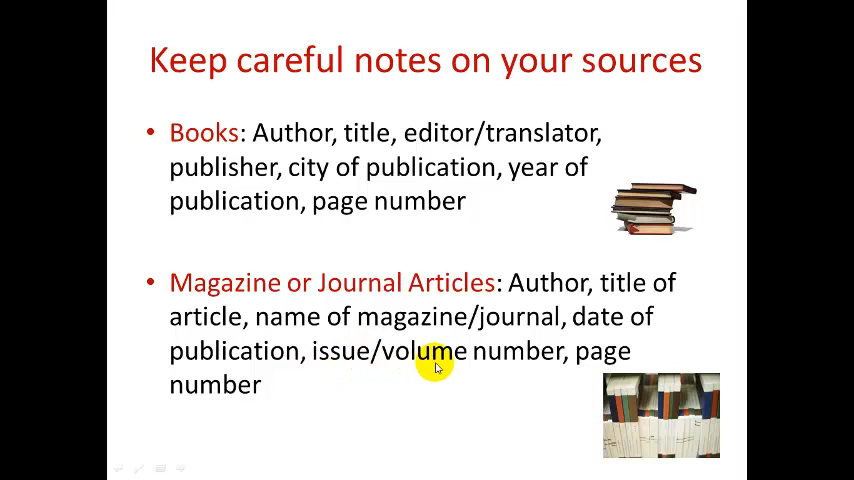 Keep careful notes on your sources
• Books: Author, title, editor/translator,
publisher, city of publication, year of
publication, page number
• Magazine or Journal Articles: Author, title of
article, name of magazine/journal, date of
publication, issue/volume number, page
number